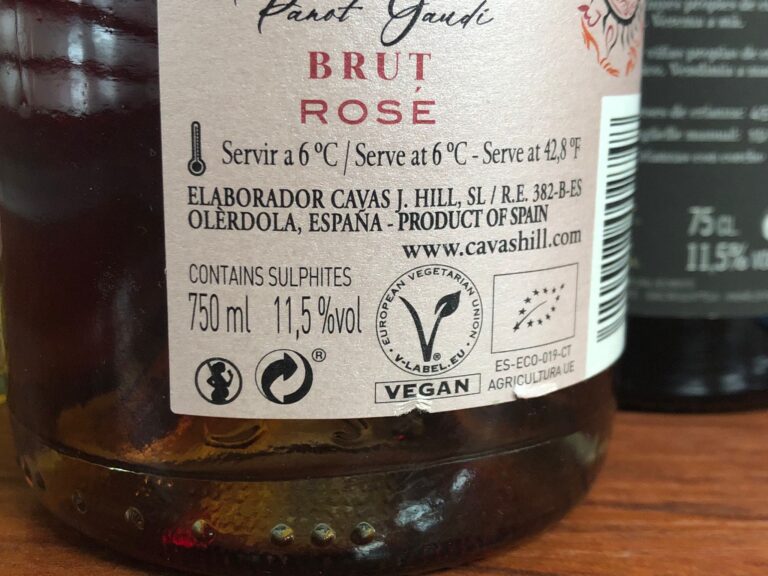 Panot Gaudí
BRUT
ROSÉ
Servir a 6 ºC / Serve at 6 ºC - Serve at 42,8 ºF
ELABORADOR CAVAS J. HILL, SL / R.E. 382-B-ES
OLÈRDOLA, ESPAÑA - PRODUCT OF SPAIN
www.cavashill.com
CONTAINS SULPHITES
750 ml 11,5 %vol
EUROPEAN VEGETARIAN UNION
V-LABEL.EU
VEGAN
ES-ECO-019-CT
AGRICULTURA UE
®
75 CL
11,5%